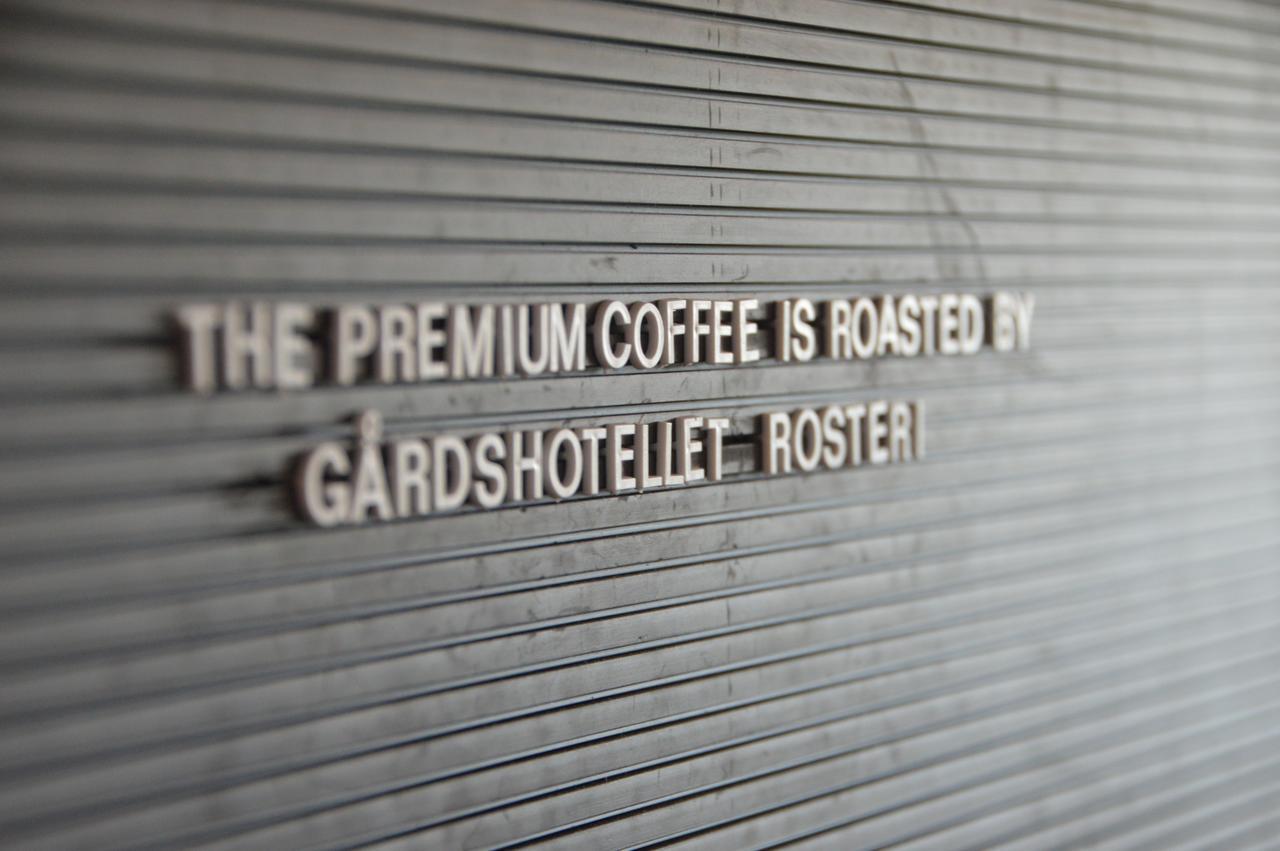 THE PREMIUM COFFEE IS ROASTED BY
GÅRDSHOTELLET ROSTERI